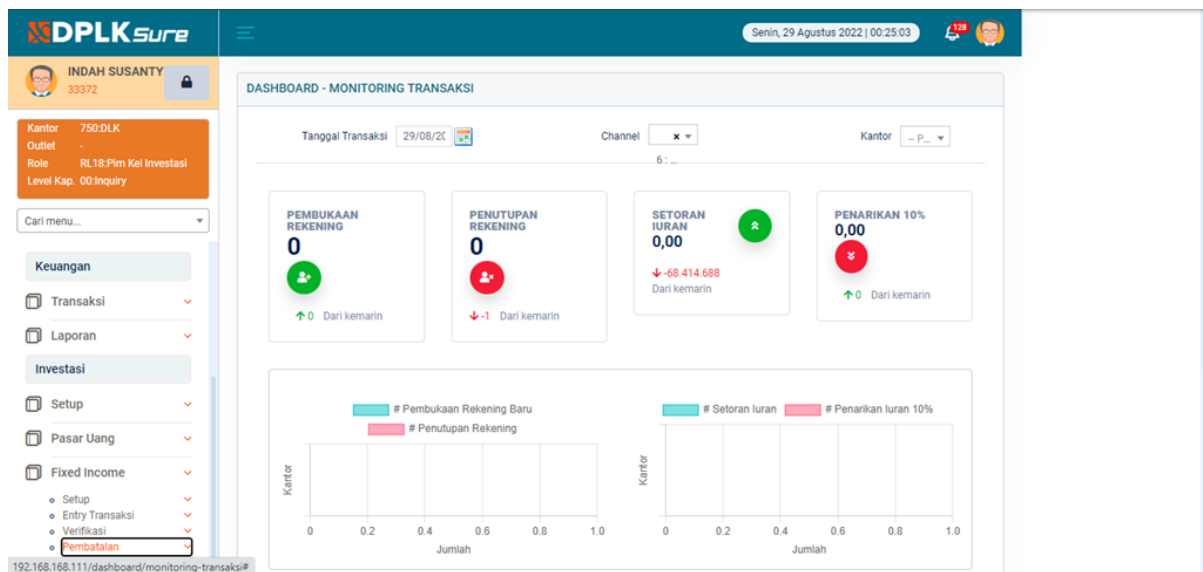 DPLK Sure
Senin, 29 Agustus 2022 | 00:25:03
128
INDAH SUSANTY
33372
Kantor 750:DLK
Outlet -
Role RL18:Pim Kel Investasi
Level Kap. 00:Inquiry
Cari menu...
Keuangan
Transaksi
Laporan
Investasi
Setup
Pasar Uang
Fixed Income
Setup
Entry Transaksi
Verifikasi
Pembatalan
192.168.168.111/dashboard/monitoring-transaksi#
DASHBOARD - MONITORING TRANSAKSI
Tanggal Transaksi 29/08/20
Channel × 6 : ...
Kantor -- P...
PEMBUKAAN
REKENING
0
0 Dari kemarin
PENUTUPAN
REKENING
0
-1 Dari kemarin
SETORAN
IURAN
0,00
-68.414.688
Dari kemarin
PENARIKAN 10%
0,00
0 Dari kemarin
# Pembukaan Rekening Baru
# Penutupan Rekening
Kantor
0 0.2 0.4 0.6 0.8 1.0
Jumlah
# Setoran Iuran # Penarikan Iuran 10%
Kantor
0 0.2 0.4 0.6 0.8 1.0
Jumlah